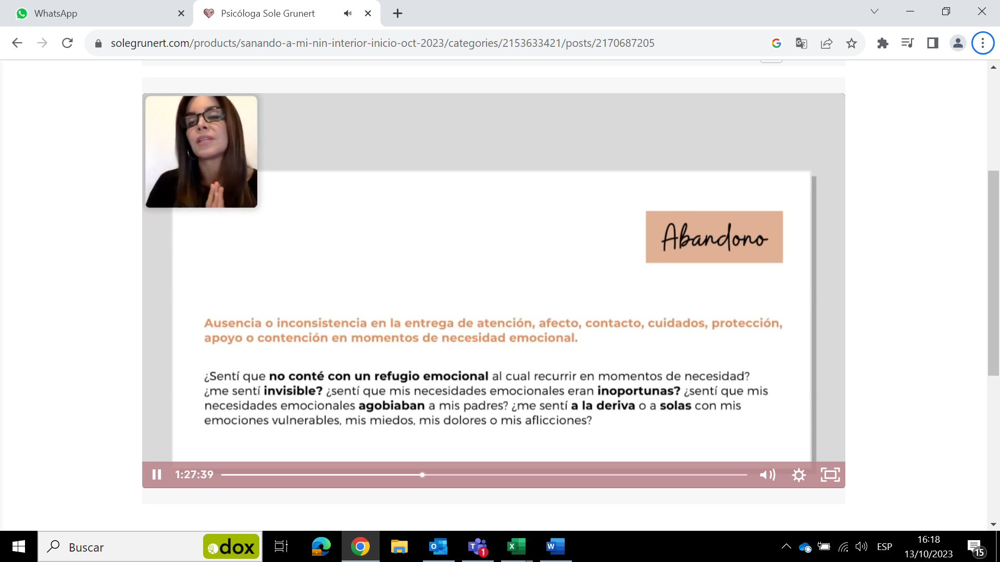 WhatsApp
Psicóloga Sole Grunert
solegrunert.com/products/sanando-a-mi-nin-interior-inicio-oct-2023/categories/2153633421/posts/2170687205
Abandono
Ausencia o inconsistencia en la entrega de atención, afecto, contacto, cuidados, protección,
apoyo o contención en momentos de necesidad emocional.
¿Sentí que no conté con un refugio emocional al cual recurrir en momentos de necesidad?
¿me sentí invisible? ¿sentí que mis necesidades emocionales eran inoportunas? ¿sentí que mis
necesidades emocionales agobiaban a mis padres? ¿me sentí a la deriva o a solas con mis
emociones vulnerables, mis miedos, mis dolores o mis aflicciones?
1:27:39
Buscar
dox
1
ESP
16:18
13/10/2023
15